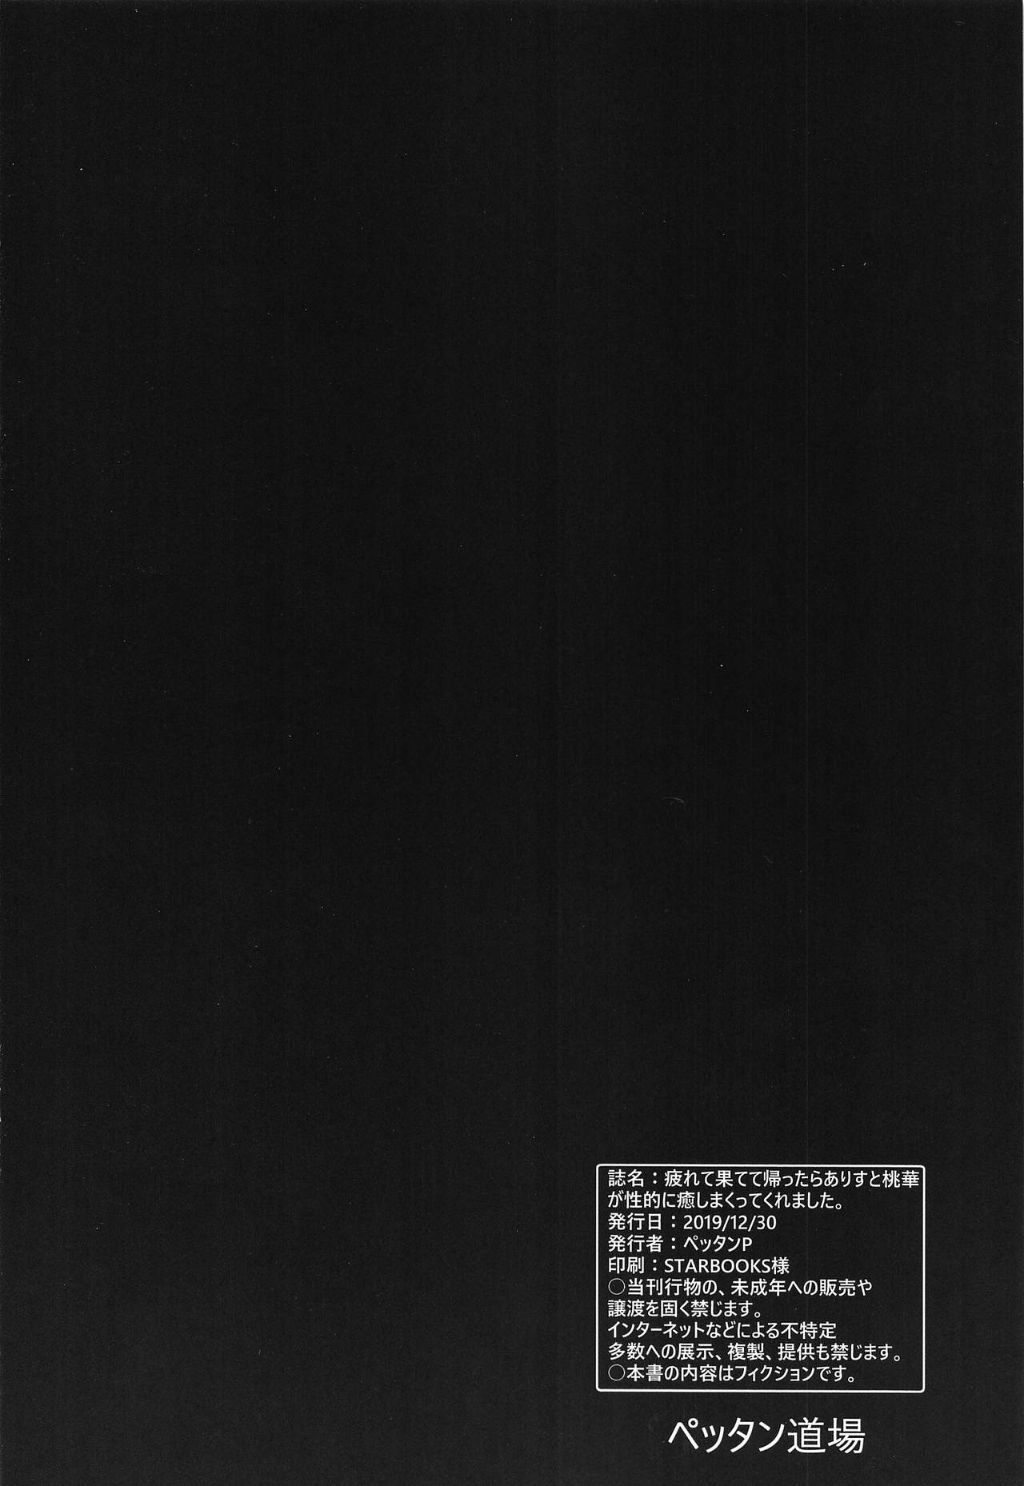 誌名：疲れて果てて帰ったらありすと桃華
が性的に癒しまくってくれました。
発行日：2019/12/30
発行者：ペッタンP
印刷：STARBOOKS様
○当刊行物の、未成年への販売や
譲渡を固く禁じます。
インターネットなどによる不特定
多数への展示、複製、提供も禁じます。
○本書の内容はフィクションです。
ペッタン道場